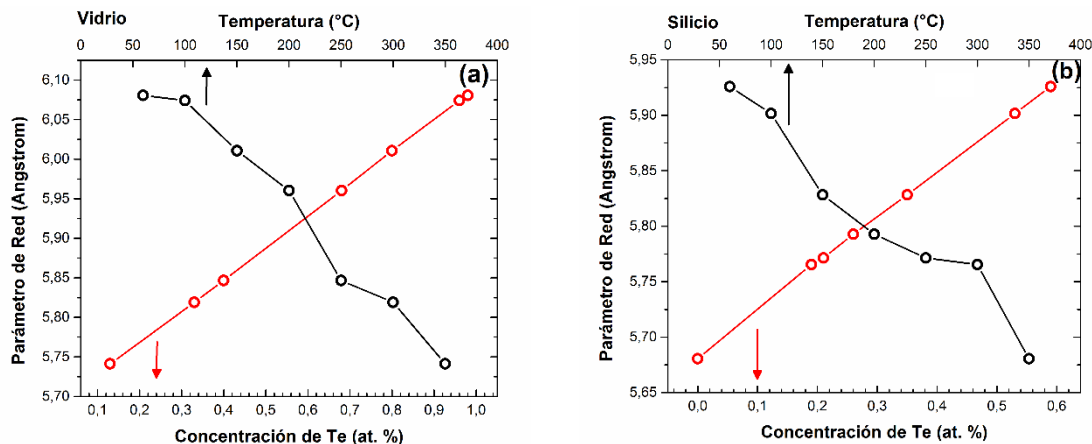 Vidrio
Temperatura (°C)
0 50 100 150 200 250 300 350 400
(a)
6,10
6,05
6,00
5,95
5,90
5,85
5,80
5,75
5,70
Parámetro de Red (Angstrom)
0,1 0,2 0,3 0,4 0,5 0,6 0,7 0,8 0,9 1,0
Concentración de Te (at. %)
Silicio
Temperatura (°C)
0 50 100 150 200 250 300 350 400
(b)
5,95
5,90
5,85
5,80
5,75
5,70
5,65
Parámetro de Red (Angstrom)
0,0 0,1 0,2 0,3 0,4 0,5 0,6
Concentración de Te (at. %)